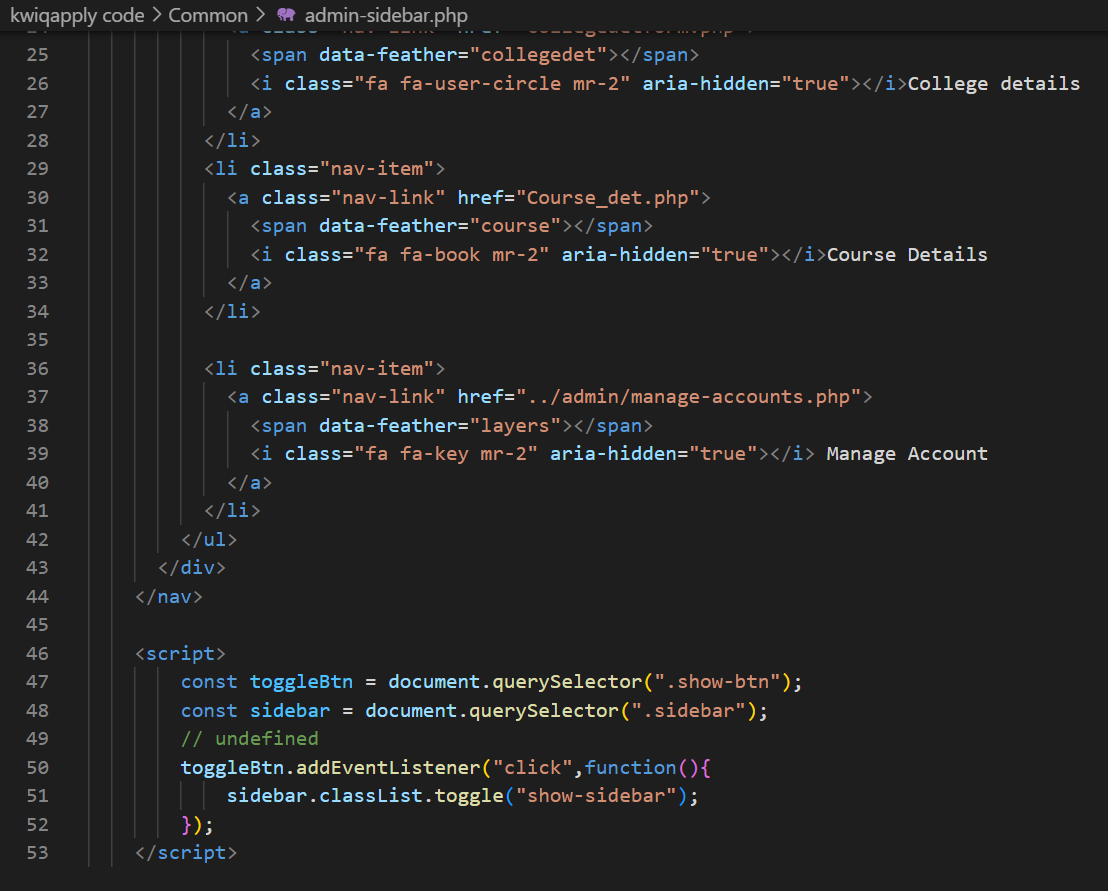 kwiqapply code > Common > admin-sidebar.php
25 <span data-feather="collegedet"></span>
26 <i class="fa fa-user-circle mr-2" aria-hidden="true"></i>College details
27 </a>
28 </li>
29 <li class="nav-item">
30 <a class="nav-link" href="Course_det.php">
31 <span data-feather="course"></span>
32 <i class="fa fa-book mr-2" aria-hidden="true"></i>Course Details
33 </a>
34 </li>
35
36 <li class="nav-item">
37 <a class="nav-link" href="../admin/manage-accounts.php">
38 <span data-feather="layers"></span>
39 <i class="fa fa-key mr-2" aria-hidden="true"></i> Manage Account
40 </a>
41 </li>
42 </ul>
43 </div>
44 </nav>
45
46 <script>
47 const toggleBtn = document.querySelector(".show-btn");
48 const sidebar = document.querySelector(".sidebar");
49 // undefined
50 toggleBtn.addEventListener("click",function(){
51 sidebar.classList.toggle("show-sidebar");
52 });
53 </script>